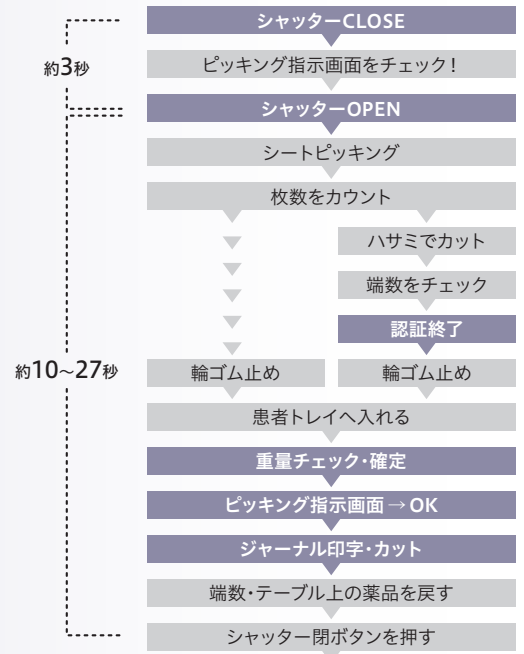 シャッターCLOSE
約3秒
ピッキング指示画面をチェック！
シャッターOPEN
シートピッキング
枚数をカウント
ハサミでカット
端数をチェック
認証終了
約10~27秒
輪ゴム止め
輪ゴム止め
患者トレイへ入れる
重量チェック・確定
ピッキング指示画面→OK
ジャーナル印字・カット
端数・テーブル上の薬品を戻す
シャッター閉ボタンを押す